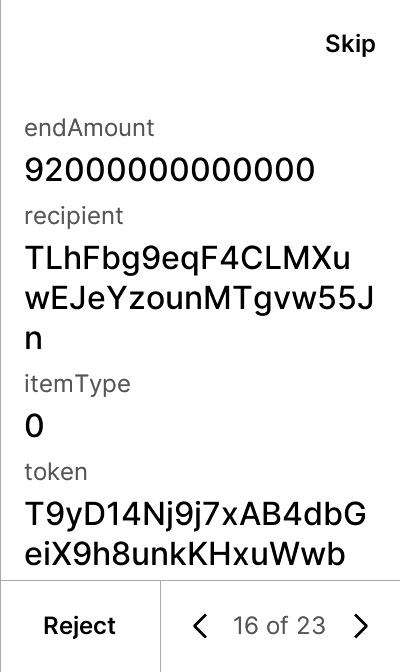 Skip
endAmount
92000000000000
recipient
TLhFbg9eqF4CLMXu
wEJeYzounMTgvw55J
n
itemType
0
token
T9yD14Nj9j7xAB4dbG
eiX9h8unkKHxuWwb
Reject
16 of 23